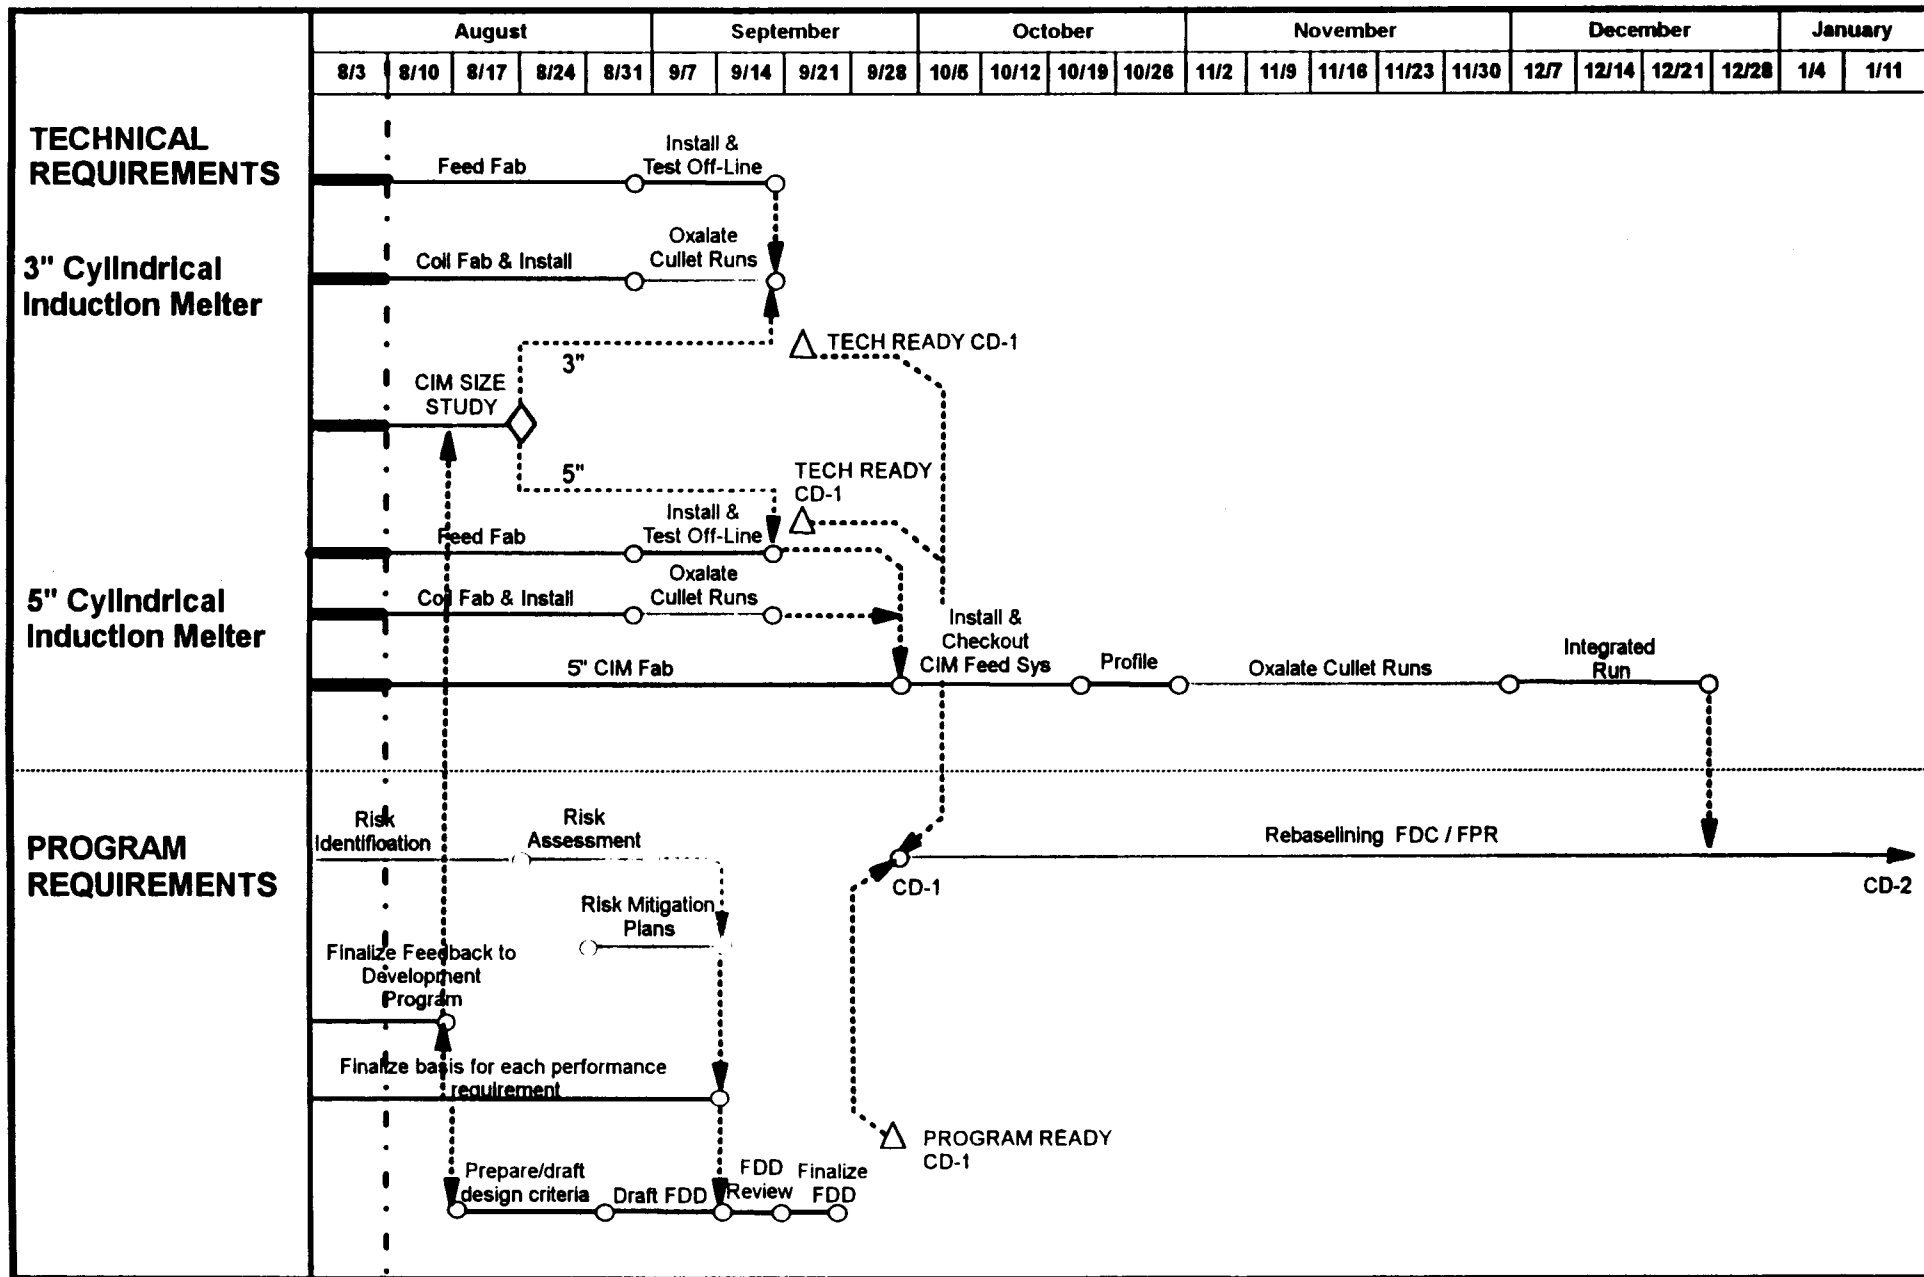 August September October November December January
8/3 8/10 8/17 8/24 8/31 9/7 9/14 9/21 9/28 10/5 10/12 10/19 10/26 11/2 11/9 11/16 11/23 11/30 12/7 12/14 12/21 12/28 1/4 1/11
TECHNICAL
REQUIREMENTS
Feed Fab
Install &
Test Off-Line
3" Cylindrical
Induction Melter
Coil Fab & Install
Oxalate
Cullet Runs
TECH READY CD-1
3"
CIM SIZE
STUDY
5"
TECH READY
CD-1
Feed Fab
Install &
Test Off-Line
5" Cylindrical
Induction Melter
Coil Fab & Install
Oxalate
Cullet Runs
5" CIM Fab
Install &
Checkout
CIM Feed Sys
Profile
Oxalate Cullet Runs
Integrated
Run
PROGRAM
REQUIREMENTS
Risk
Identification
Risk
Assessment
Rebaselining FDC / FPR
CD-1
CD-2
Risk Mitigation
Plans
Finalize Feedback to
Development
Program
Finalize basis for each performance
requirement
PROGRAM READY
CD-1
Prepare/draft
design criteria
Draft FDD
FDD
Review
Finalize
FDD